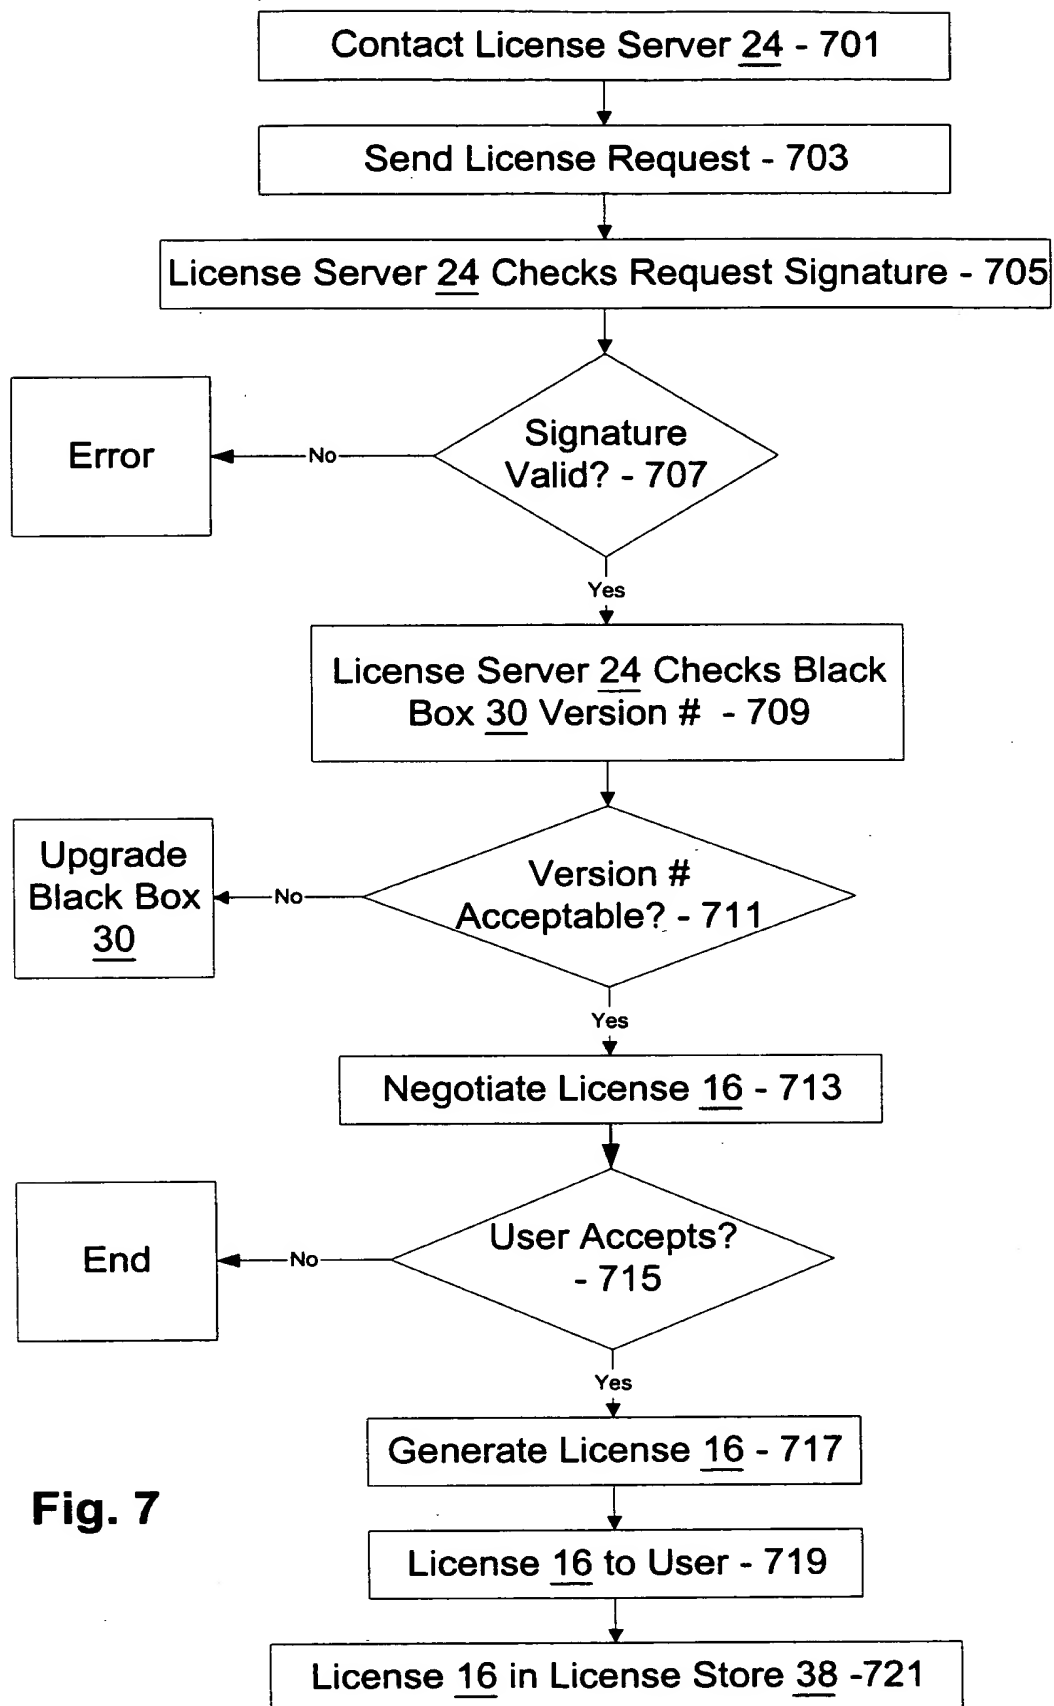 Contact License Server 24 - 701
Send License Request - 703
License Server 24 Checks Request Signature - 705
Signature
Valid? - 707
No
Error
Yes
License Server 24 Checks Black
Box 30 Version # - 709
Version #
Acceptable? - 711
No
Upgrade
Black Box
30
Yes
Negotiate License 16 - 713
User Accepts?
- 715
No
End
Yes
Generate License 16 - 717
License 16 to User - 719
License 16 in License Store 38 -721
Fig. 7